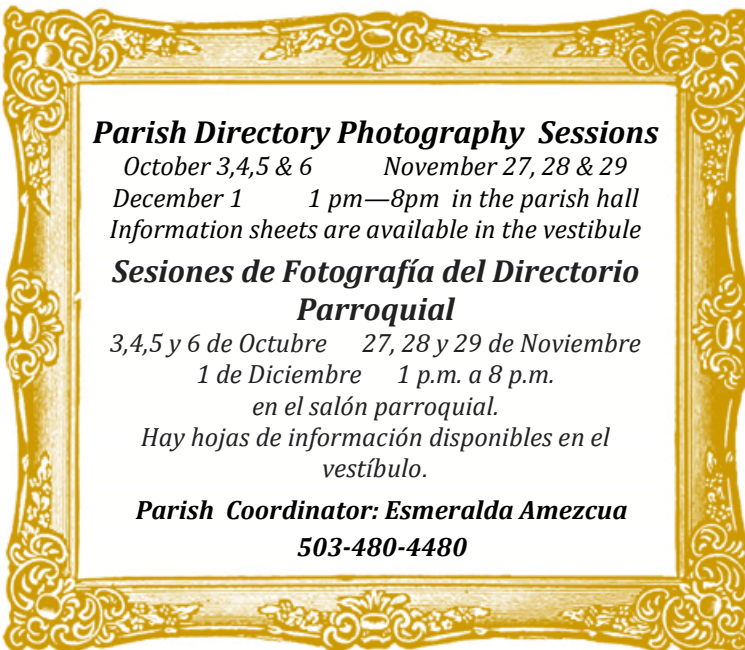 Parish Directory Photography Sessions
October 3,4,5 & 6 November 27, 28 & 29
December 1 1 pm—8pm in the parish hall
Information sheets are available in the vestibule
Sesiones de Fotografía del Directorio
Parroquial
3,4,5 y 6 de Octubre 27, 28 y 29 de Noviembre
1 de Diciembre 1 p.m. a 8 p.m.
en el salón parroquial.
Hay hojas de información disponibles en el
vestíbulo.
Parish Coordinator: Esmeralda Amezcua
503-480-4480